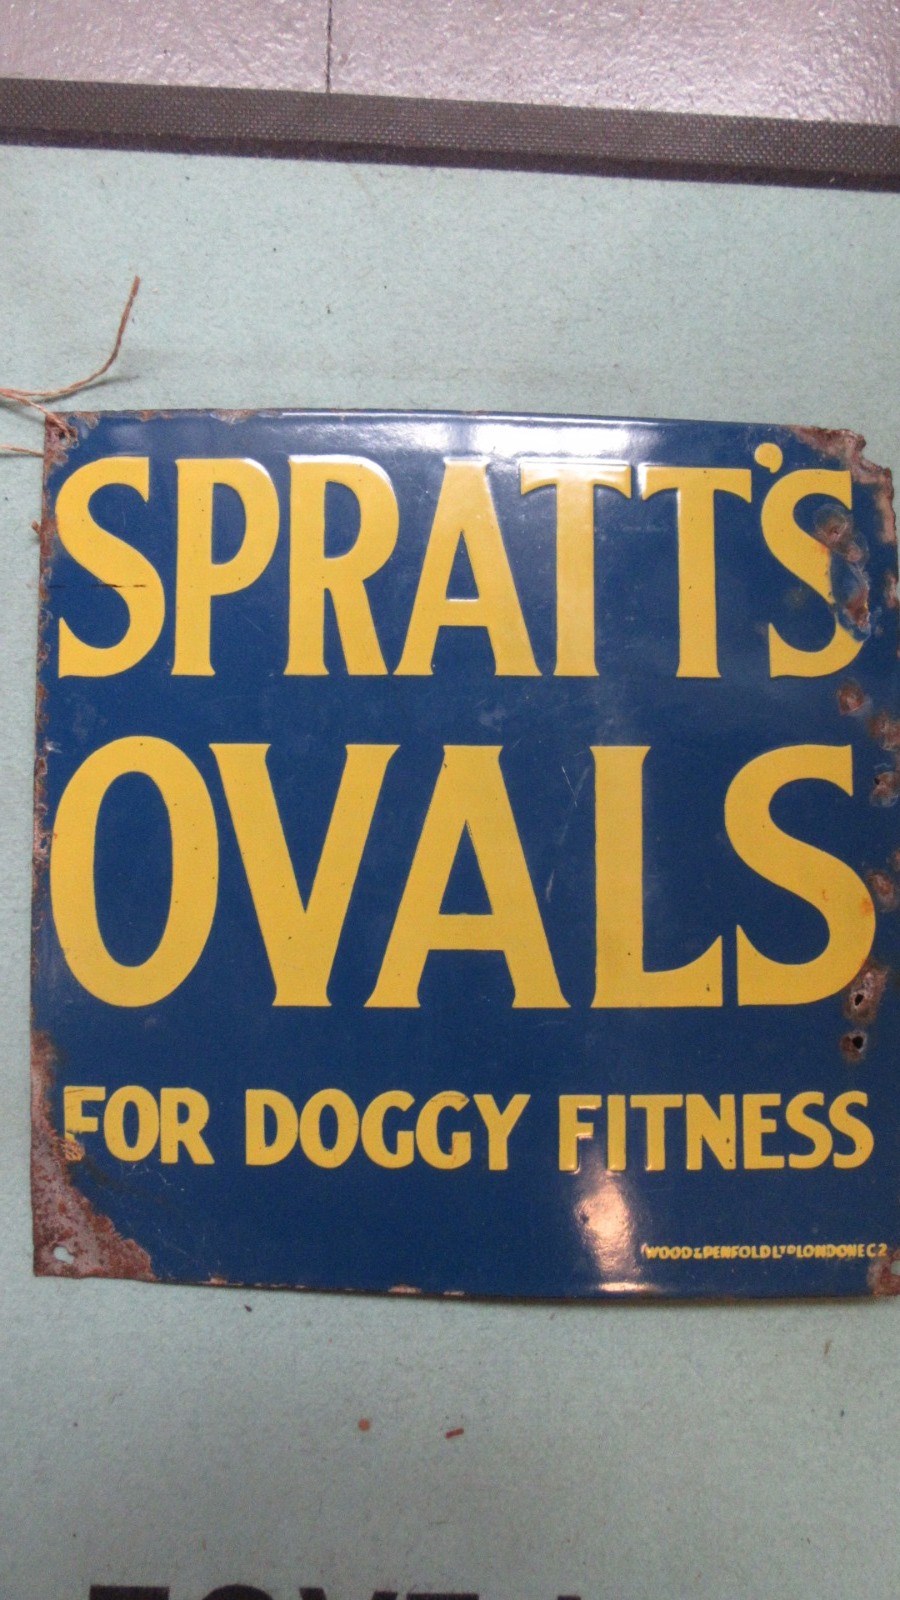 SPRATT'S
OVALS
FOR DOGGY FITNESS
WOOD & PENFOLD LTD LONDON E C 2